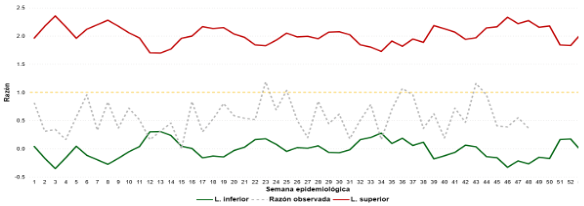 2.5
2.0
1.5
1.0
0.5
0.0
-0.5
Razón
1 2 3 4 5 6 7 8 9 10 11 12 13 14 15 16 17 18 19 20 21 22 23 24 25 26 27 28 29 30 31 32 33 34 35 36 37 38 39 40 41 42 43 44 45 46 47 48 49 50 51 52
Semana epidemiológica
L. inferior Razón observada L. superior